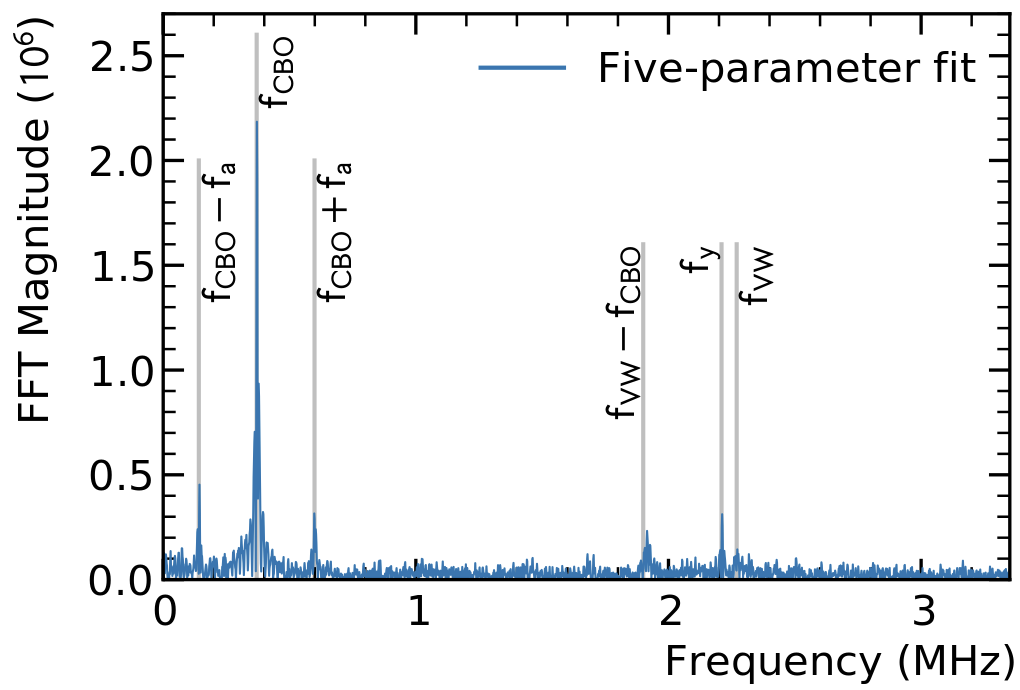 FFT Magnitude (10⁶)
2.5
2.0
1.5
1.0
0.5
0.0
f_CBO − f_a
f_CBO
f_CBO + f_a
f_VW − f_CBO
f_y
f_VW
Five-parameter fit
0 1 2 3
Frequency (MHz)